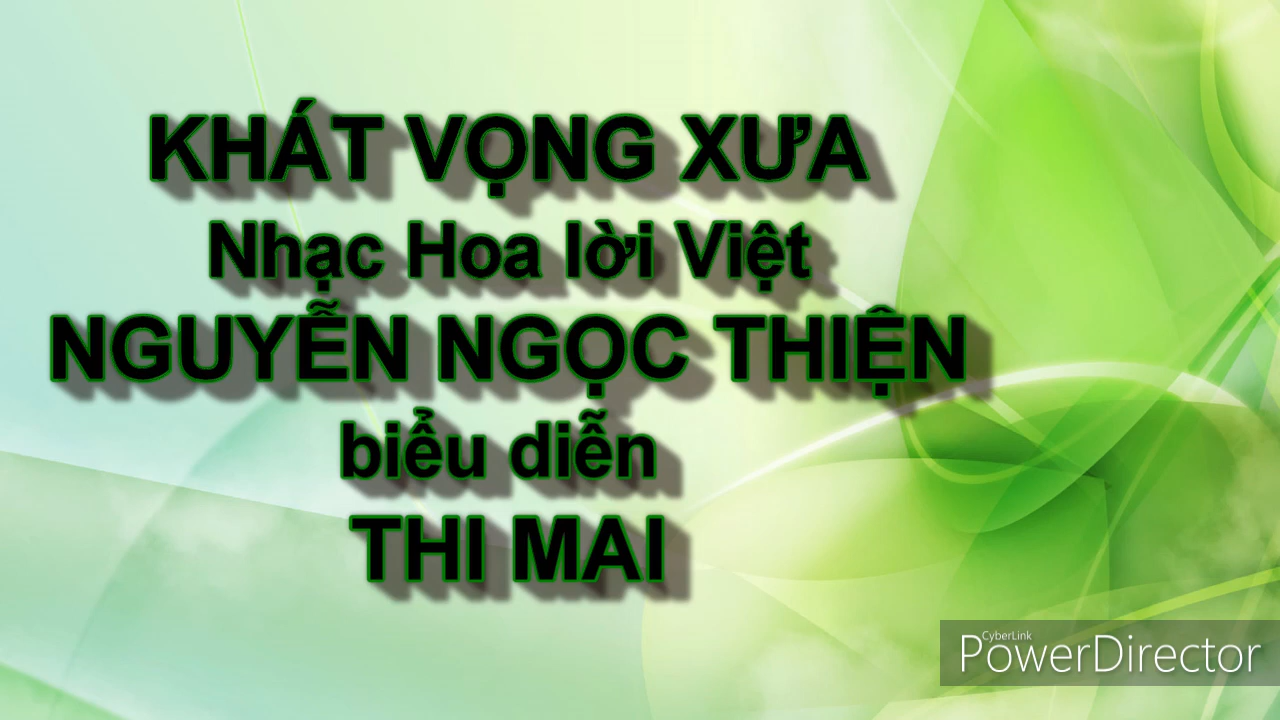 KHÁT VỌNG XƯA
Nhạc Hoa lời Việt
NGUYỄN NGỌC THIỆN
biểu diễn
THI MAI
CyberLink
PowerDirector